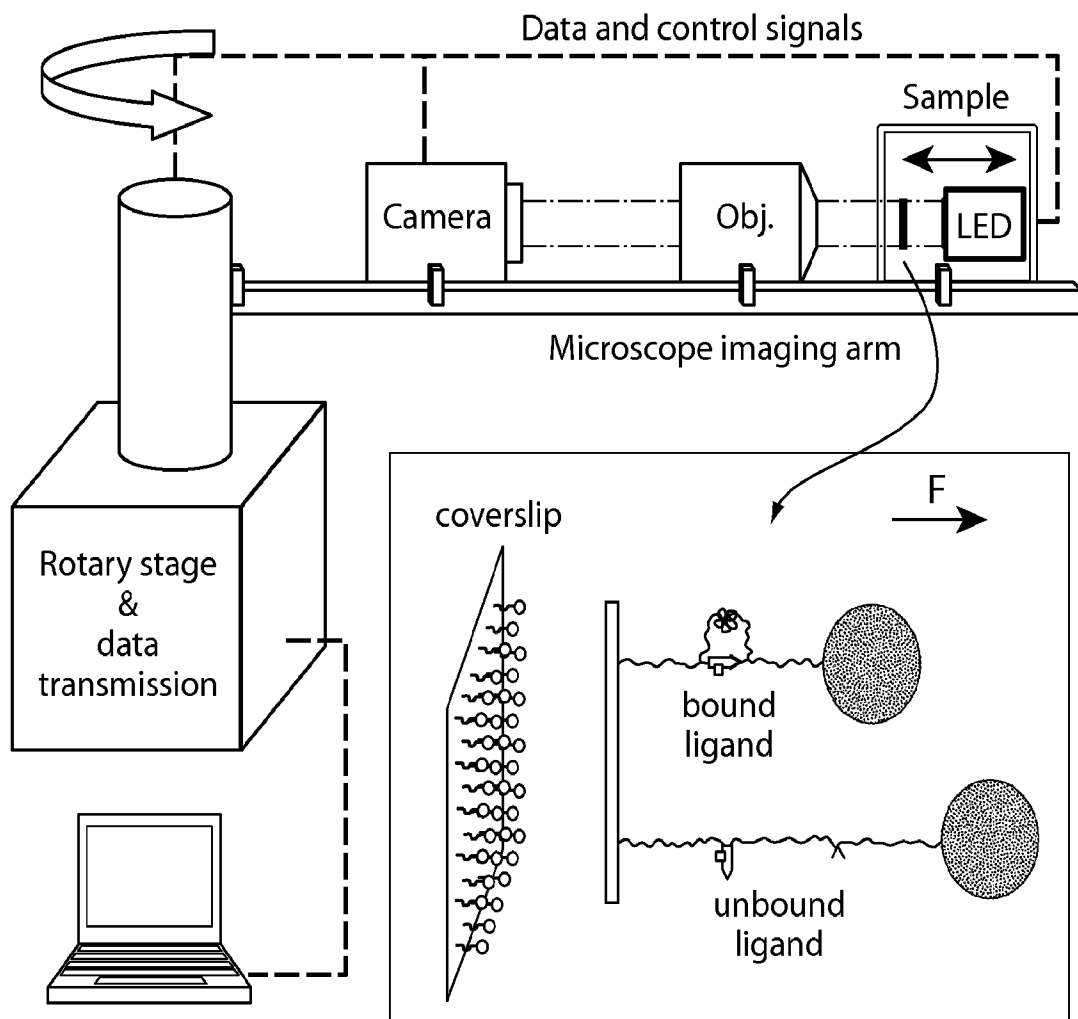 Data and control signals
Sample
Camera
Obj.
LED
Microscope imaging arm
Rotary stage
&
data
transmission
coverslip
F
bound
ligand
unbound
ligand